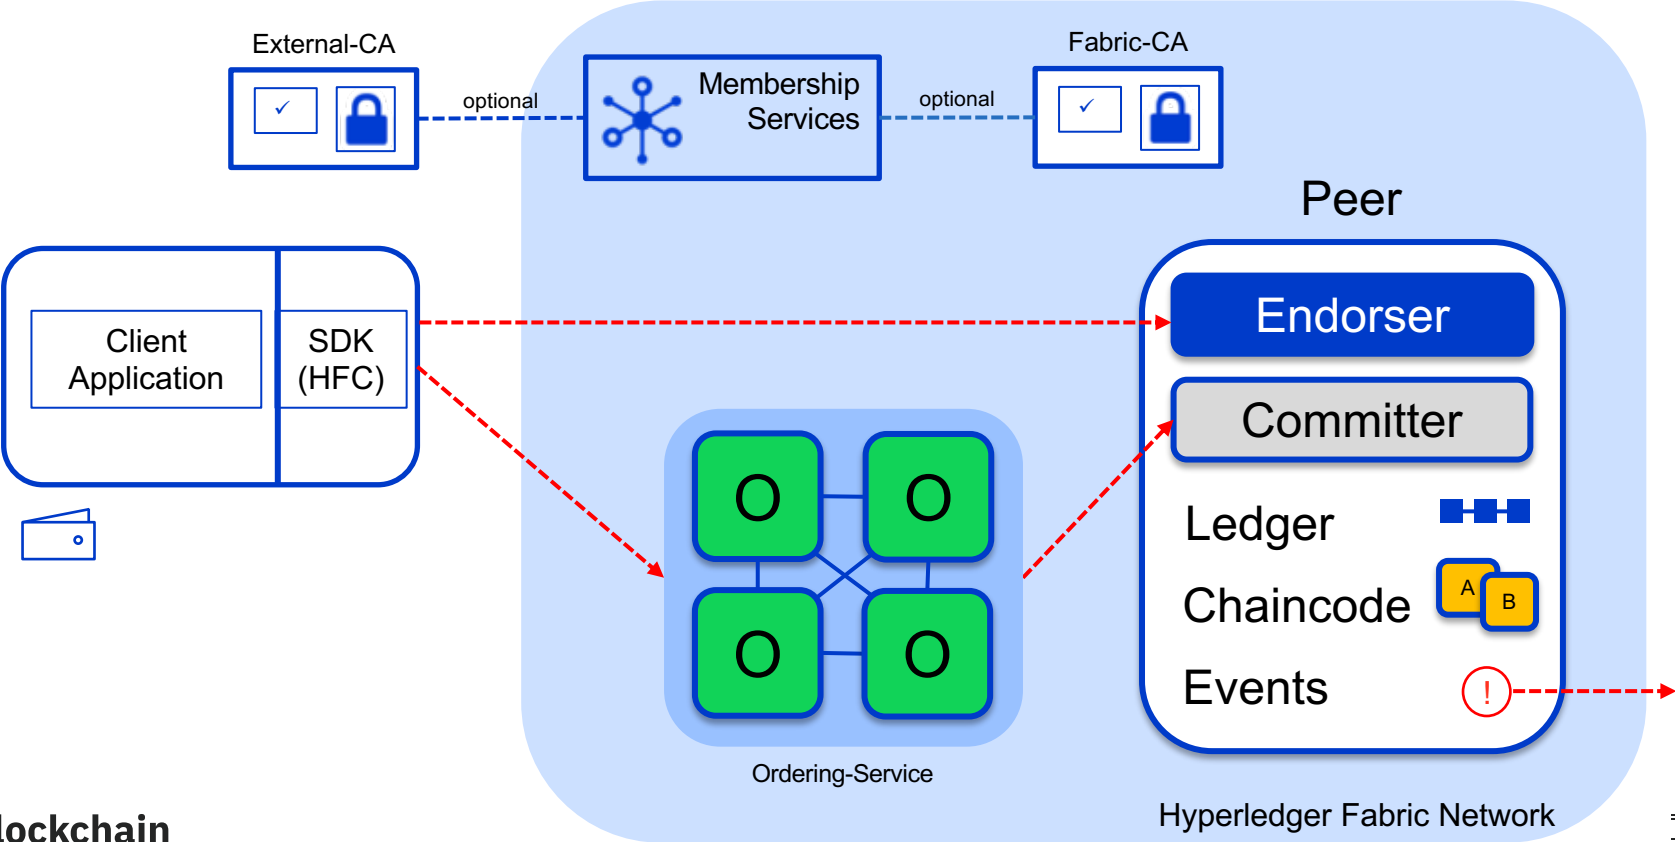 External-CA
optional
Membership
Services
optional
Fabric-CA
Peer
Client
Application
SDK
(HFC)
Endorser
Committer
O
O
O
O
Ledger
Chaincode
A
B
Events
!
Ordering-Service
Hyperledger Fabric Network
lockchain